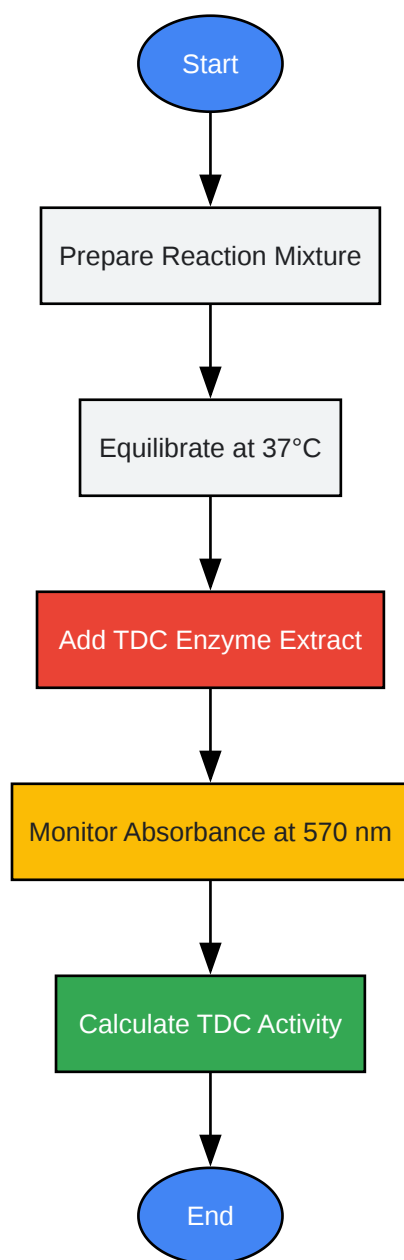 Start
Prepare Reaction Mixture
Equilibrate at 37°C
Add TDC Enzyme Extract
Monitor Absorbance at 570 nm
Calculate TDC Activity
End